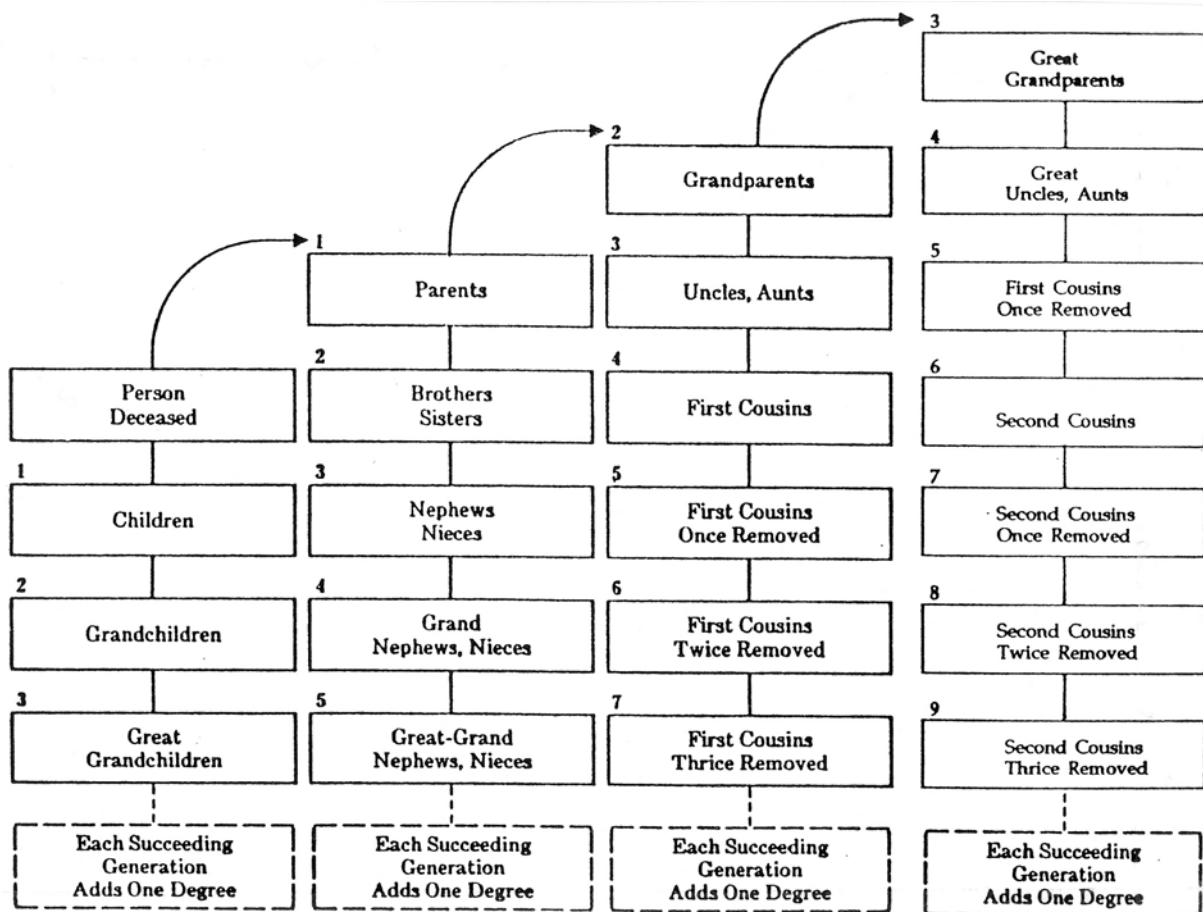 Person
Deceased
1
Children
2
Grandchildren
3
Great
Grandchildren
Each Succeeding
Generation
Adds One Degree
1
Parents
2
Brothers
Sisters
3
Nephews
Nieces
4
Grand
Nephews, Nieces
5
Great-Grand
Nephews, Nieces
Each Succeeding
Generation
Adds One Degree
2
Grandparents
3
Uncles, Aunts
4
First Cousins
5
First Cousins
Once Removed
6
First Cousins
Twice Removed
7
First Cousins
Thrice Removed
Each Succeeding
Generation
Adds One Degree
3
Great
Grandparents
4
Great
Uncles, Aunts
5
First Cousins
Once Removed
6
Second Cousins
7
Second Cousins
Once Removed
8
Second Cousins
Twice Removed
9
Second Cousins
Thrice Removed
Each Succeeding
Generation
Adds One Degree